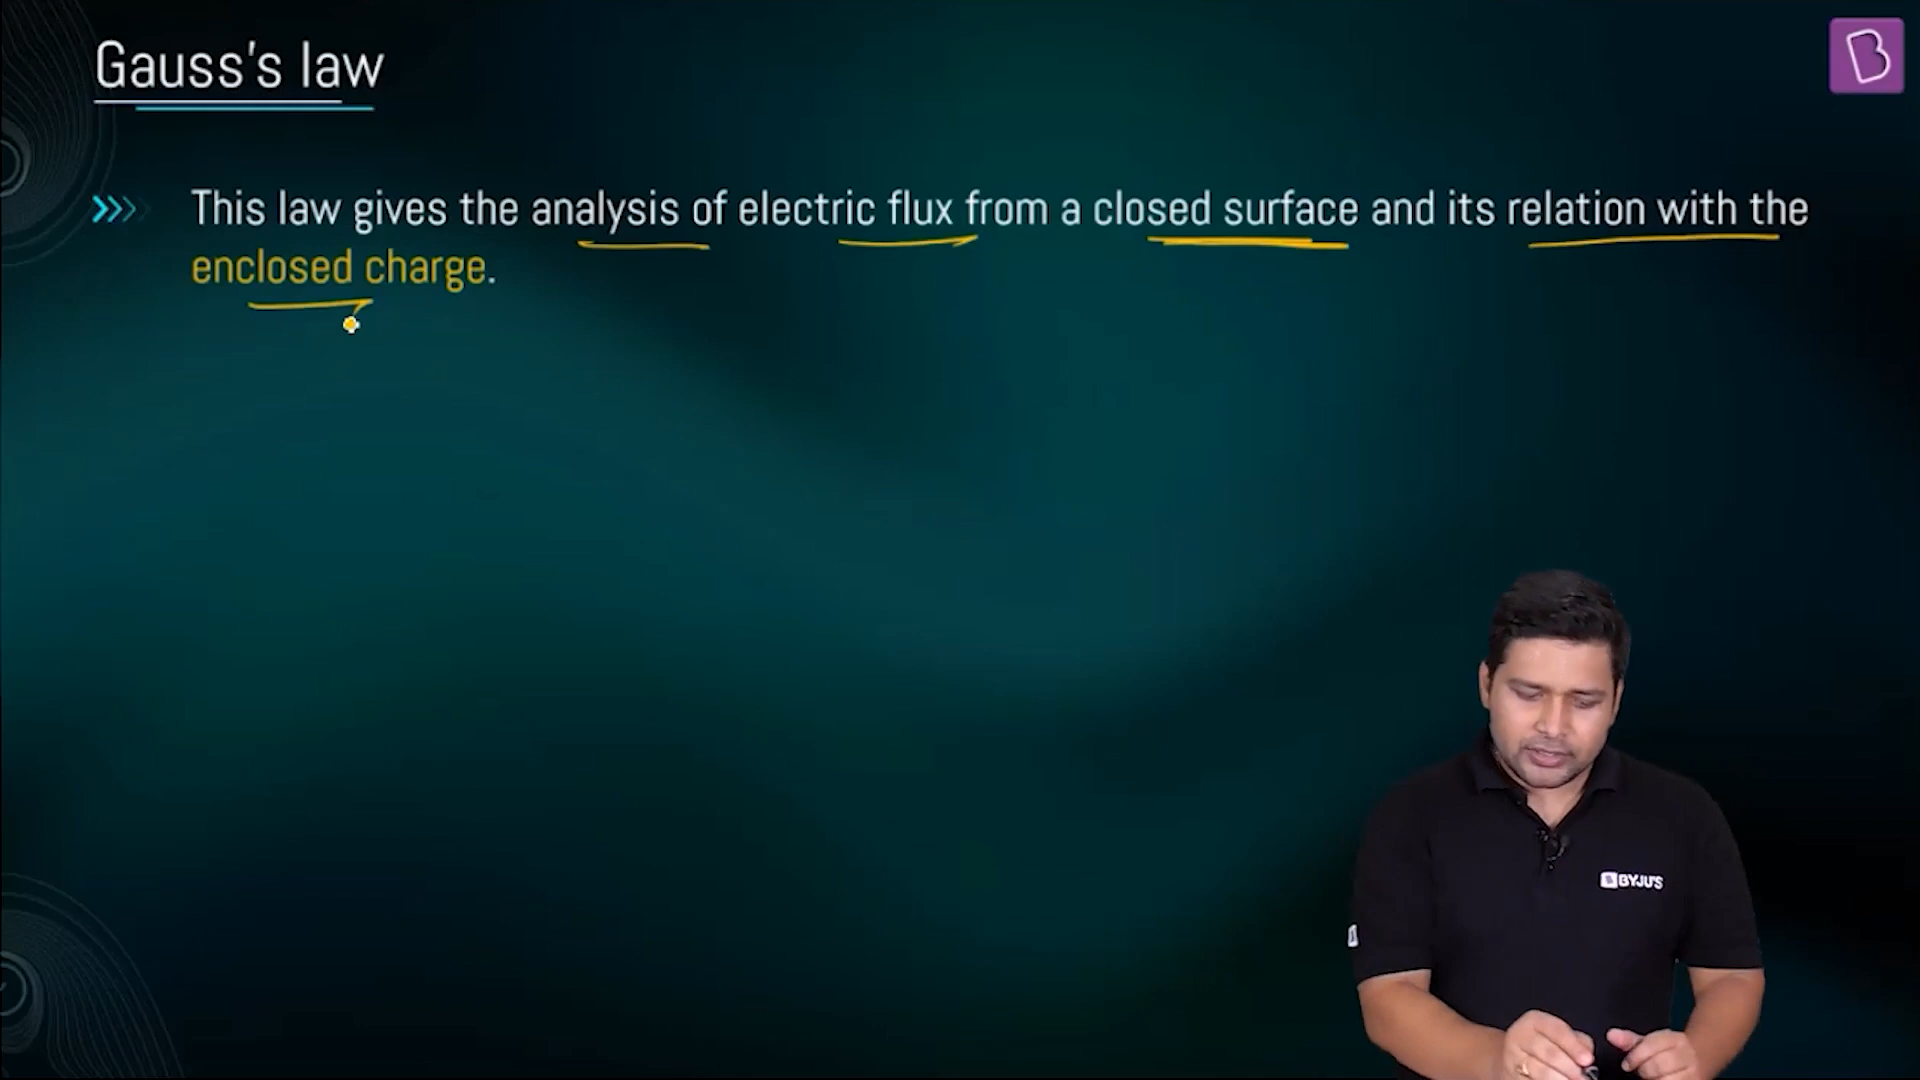 Gauss's law
This law gives the analysis of electric flux from a closed surface and its relation with the
enclosed charge.
BYJU'S